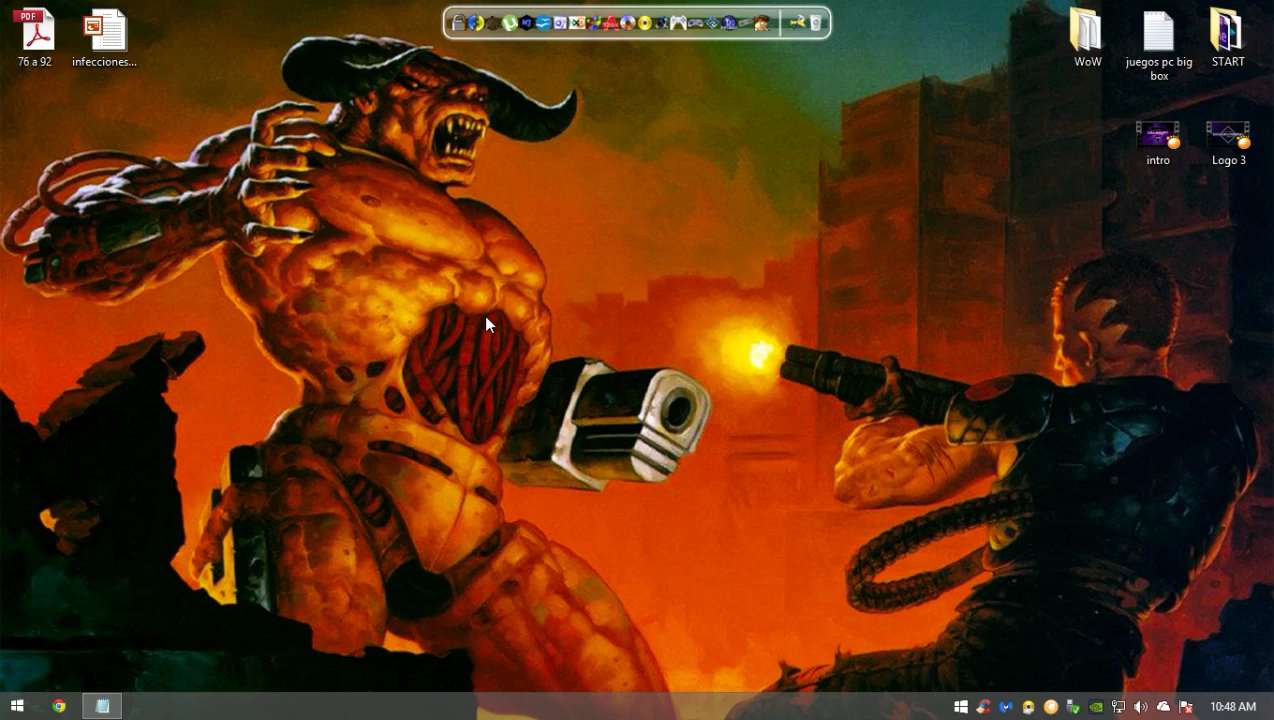 PDF
76 a 92
infecciones...
WoW
juegos pc big
box
START
intro
Logo 3
10:48 AM